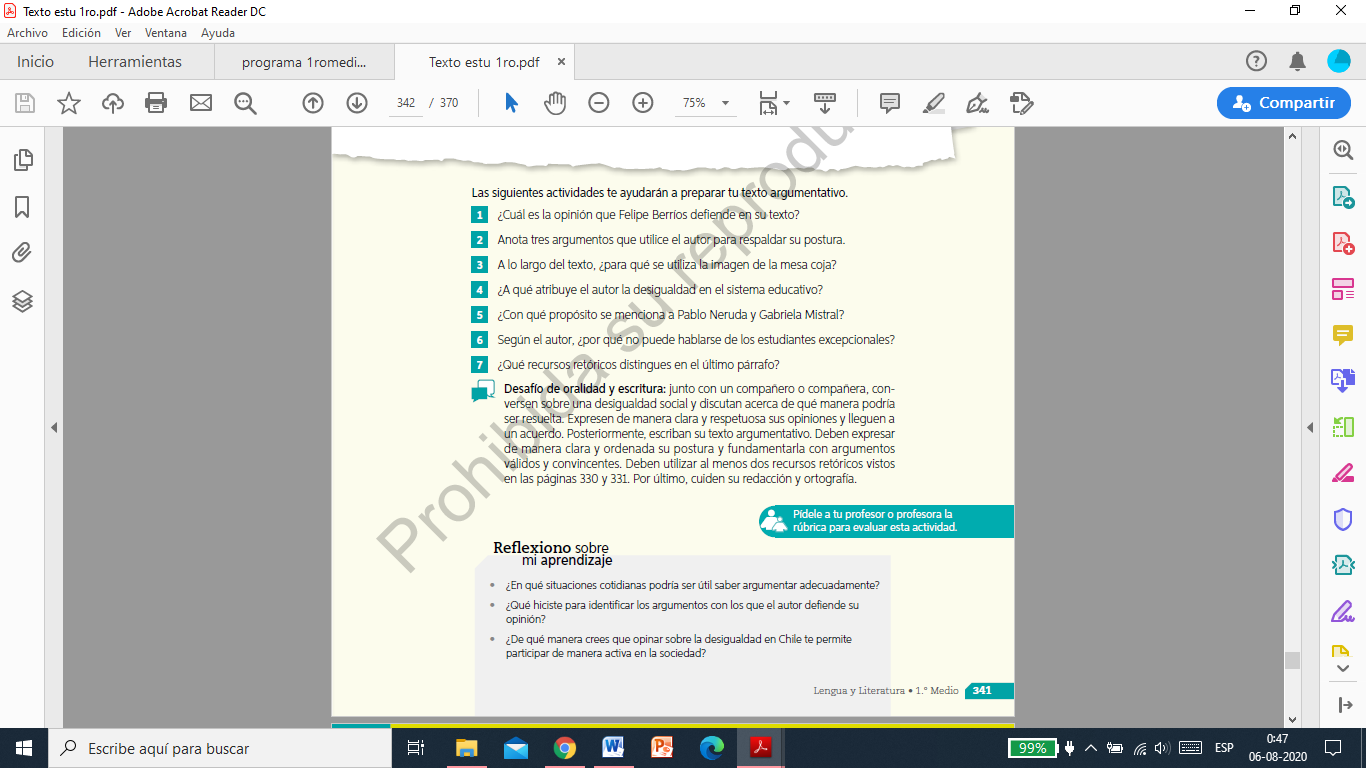 Texto estu 1ro.pdf - Adobe Acrobat Reader DC
Archivo Edición Ver Ventana Ayuda
Inicio Herramientas programa 1romedi... Texto estu 1ro.pdf
342 / 370 75% Compartir
Las siguientes actividades te ayudarán a preparar tu texto argumentativo.
1 ¿Cuál es la opinión que Felipe Berríos defiende en su texto?
2 Anota tres argumentos que utilice el autor para respaldar su postura.
3 A lo largo del texto, ¿para qué se utiliza la imagen de la mesa coja?
4 ¿A qué atribuye el autor la desigualdad en el sistema educativo?
5 ¿Con qué propósito se menciona a Pablo Neruda y Gabriela Mistral?
6 Según el autor, ¿por qué no puede hablarse de los estudiantes excepcionales?
7 ¿Qué recursos retóricos distingues en el último párrafo?
Desafío de oralidad y escritura: junto con un compañero o compañera, con-
versen sobre una desigualdad social y discutan acerca de qué manera podría
ser resuelta. Expresen de manera clara y respetuosa sus opiniones y lleguen a
un acuerdo. Posteriormente, escriban su texto argumentativo. Deben expresar
de manera clara y ordenada su postura y fundamentarla con argumentos
válidos y convincentes. Deben utilizar al menos dos recursos retóricos vistos
en las páginas 330 y 331. Por último, cuiden su redacción y ortografía.
Pídele a tu profesor o profesora la
rúbrica para evaluar esta actividad.
Reflexiono sobre
mi aprendizaje
• ¿En qué situaciones cotidianas podría ser útil saber argumentar adecuadamente?
• ¿Qué hiciste para identificar los argumentos con los que el autor defiende su
opinión?
• ¿De qué manera crees que opinar sobre la desigualdad en Chile te permite
participar de manera activa en la sociedad?
Lengua y Literatura • 1.° Medio 341
Prohibida su reprodu
Escribe aquí para buscar
99% ESP 0:47
06-08-2020